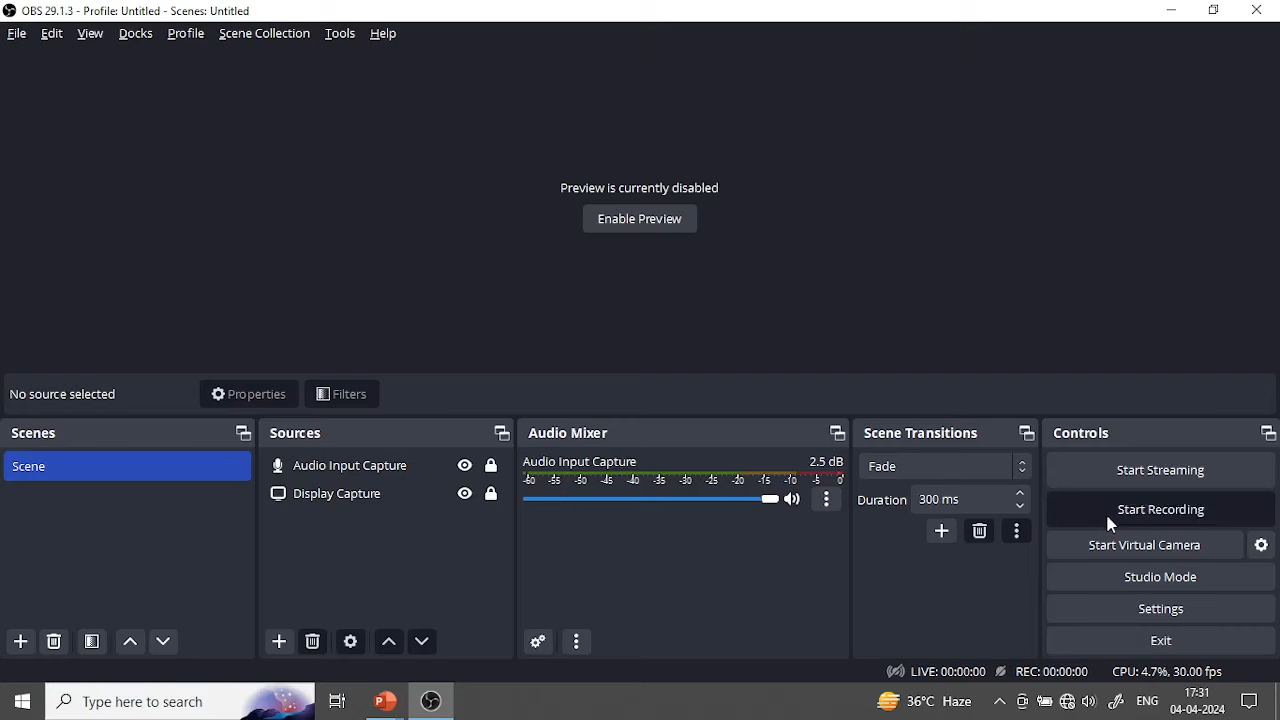 OBS 29.1.3 - Profile: Untitled - Scenes: Untitled
File Edit View Docks Profile Scene Collection Tools Help
Preview is currently disabled
Enable Preview
No source selected Properties Filters
Scenes
Scene
Sources
Audio Input Capture
Display Capture
Audio Mixer
Audio Input Capture 2.5 dB
-60 -55 -50 -45 -40 -35 -30 -25 -20 -15 -10 -5 0
Scene Transitions
Fade
Duration 300 ms
Controls
Start Streaming
Start Recording
Start Virtual Camera
Studio Mode
Settings
Exit
LIVE: 00:00:00 REC: 00:00:00 CPU: 4.7%, 30.00 fps
Type here to search
36°C Haze
ENG
17:31
04-04-2024